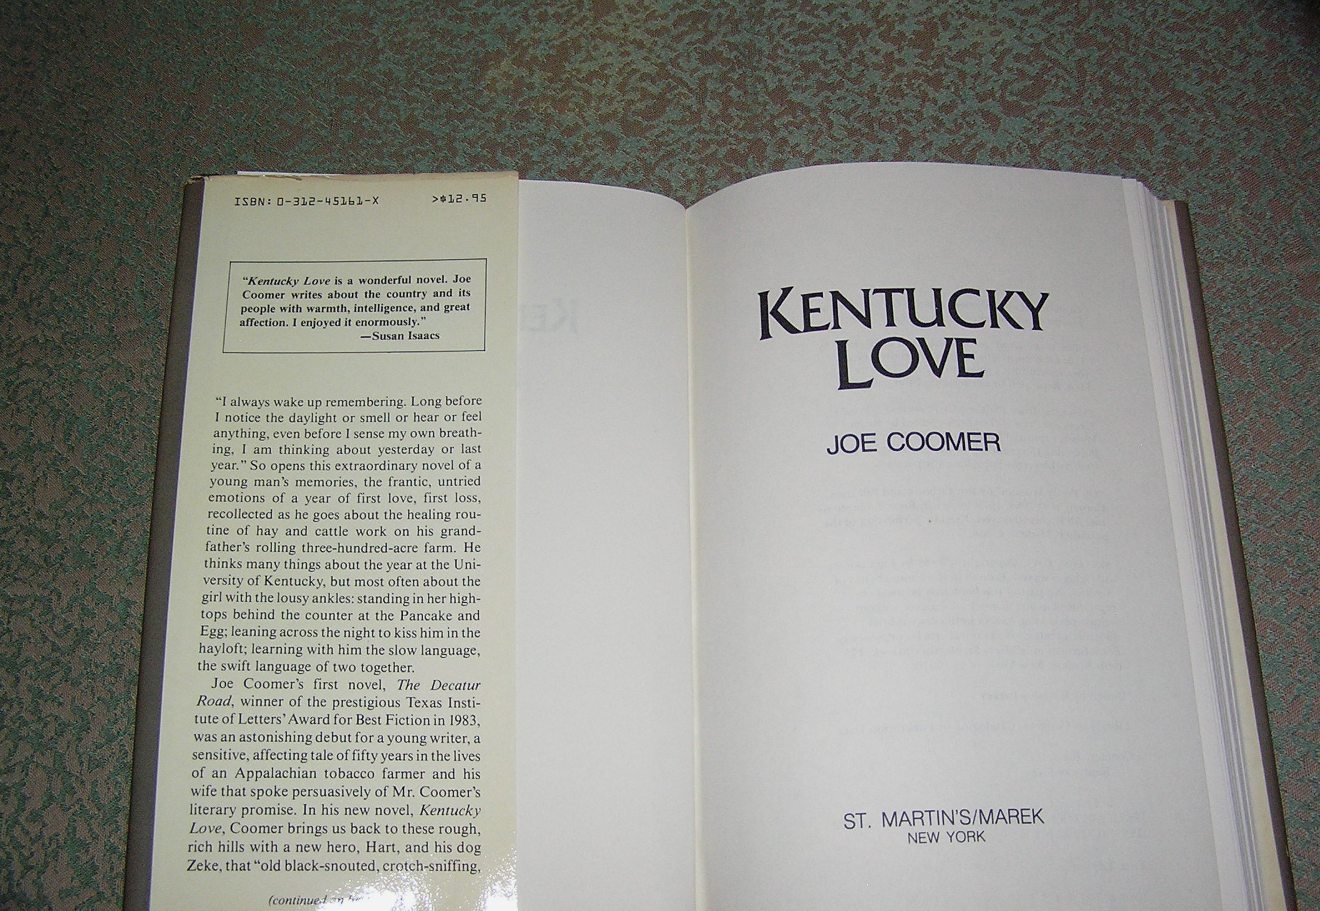 ISBN: 0-312-45161-X >$12.95
“Kentucky Love is a wonderful novel. Joe
Coomer writes about the country and its
people with warmth, intelligence, and great
affection. I enjoyed it enormously.”
—Susan Isaacs
“I always wake up remembering. Long before
I notice the daylight or smell or hear or feel
anything, even before I sense my own breath-
ing, I am thinking about yesterday or last
year.” So opens this extraordinary novel of a
young man’s memories, the frantic, untried
emotions of a year of first love, first loss,
recollected as he goes about the healing rou-
tine of hay and cattle work on his grand-
father’s rolling three-hundred-acre farm. He
thinks many things about the year at the Uni-
versity of Kentucky, but most often about the
girl with the lousy ankles: standing in her high-
tops behind the counter at the Pancake and
Egg; leaning across the night to kiss him in the
hayloft; learning with him the slow language,
the swift language of two together.
Joe Coomer’s first novel, The Decatur
Road, winner of the prestigious Texas Insti-
tute of Letters’ Award for Best Fiction in 1983,
was an astonishing debut for a young writer, a
sensitive, affecting tale of fifty years in the lives
of an Appalachian tobacco farmer and his
wife that spoke persuasively of Mr. Coomer’s
literary promise. In his new novel, Kentucky
Love, Coomer brings us back to these rough,
rich hills with a new hero, Hart, and his dog
Zeke, that “old black-snouted, crotch-sniffing,
(continued on
KENTUCKY
LOVE
JOE COOMER
ST. MARTIN’S/MAREK
NEW YORK